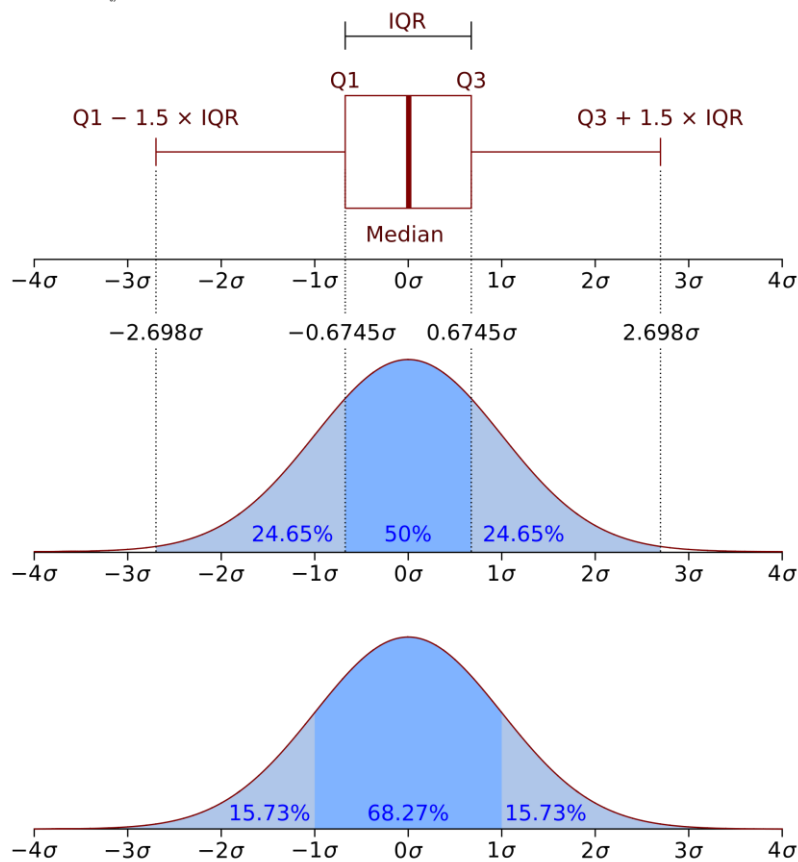 IQR
Q1 Q3
Q1 − 1.5 × IQR Q3 + 1.5 × IQR
Median
−4σ −3σ −2σ −1σ 0σ 1σ 2σ 3σ 4σ
−2.698σ −0.6745σ 0.6745σ 2.698σ
24.65% 50% 24.65%
−4σ −3σ −2σ −1σ 0σ 1σ 2σ 3σ 4σ
15.73% 68.27% 15.73%
−4σ −3σ −2σ −1σ 0σ 1σ 2σ 3σ 4σ